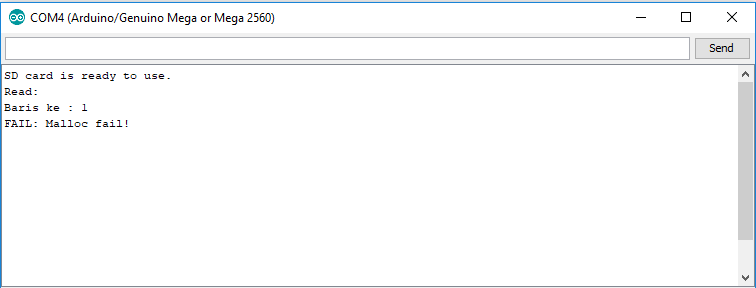 COM4 (Arduino/Genuino Mega or Mega 2560)
Send
SD card is ready to use.
Read:
Baris ke : 1
FAIL: Malloc fail!